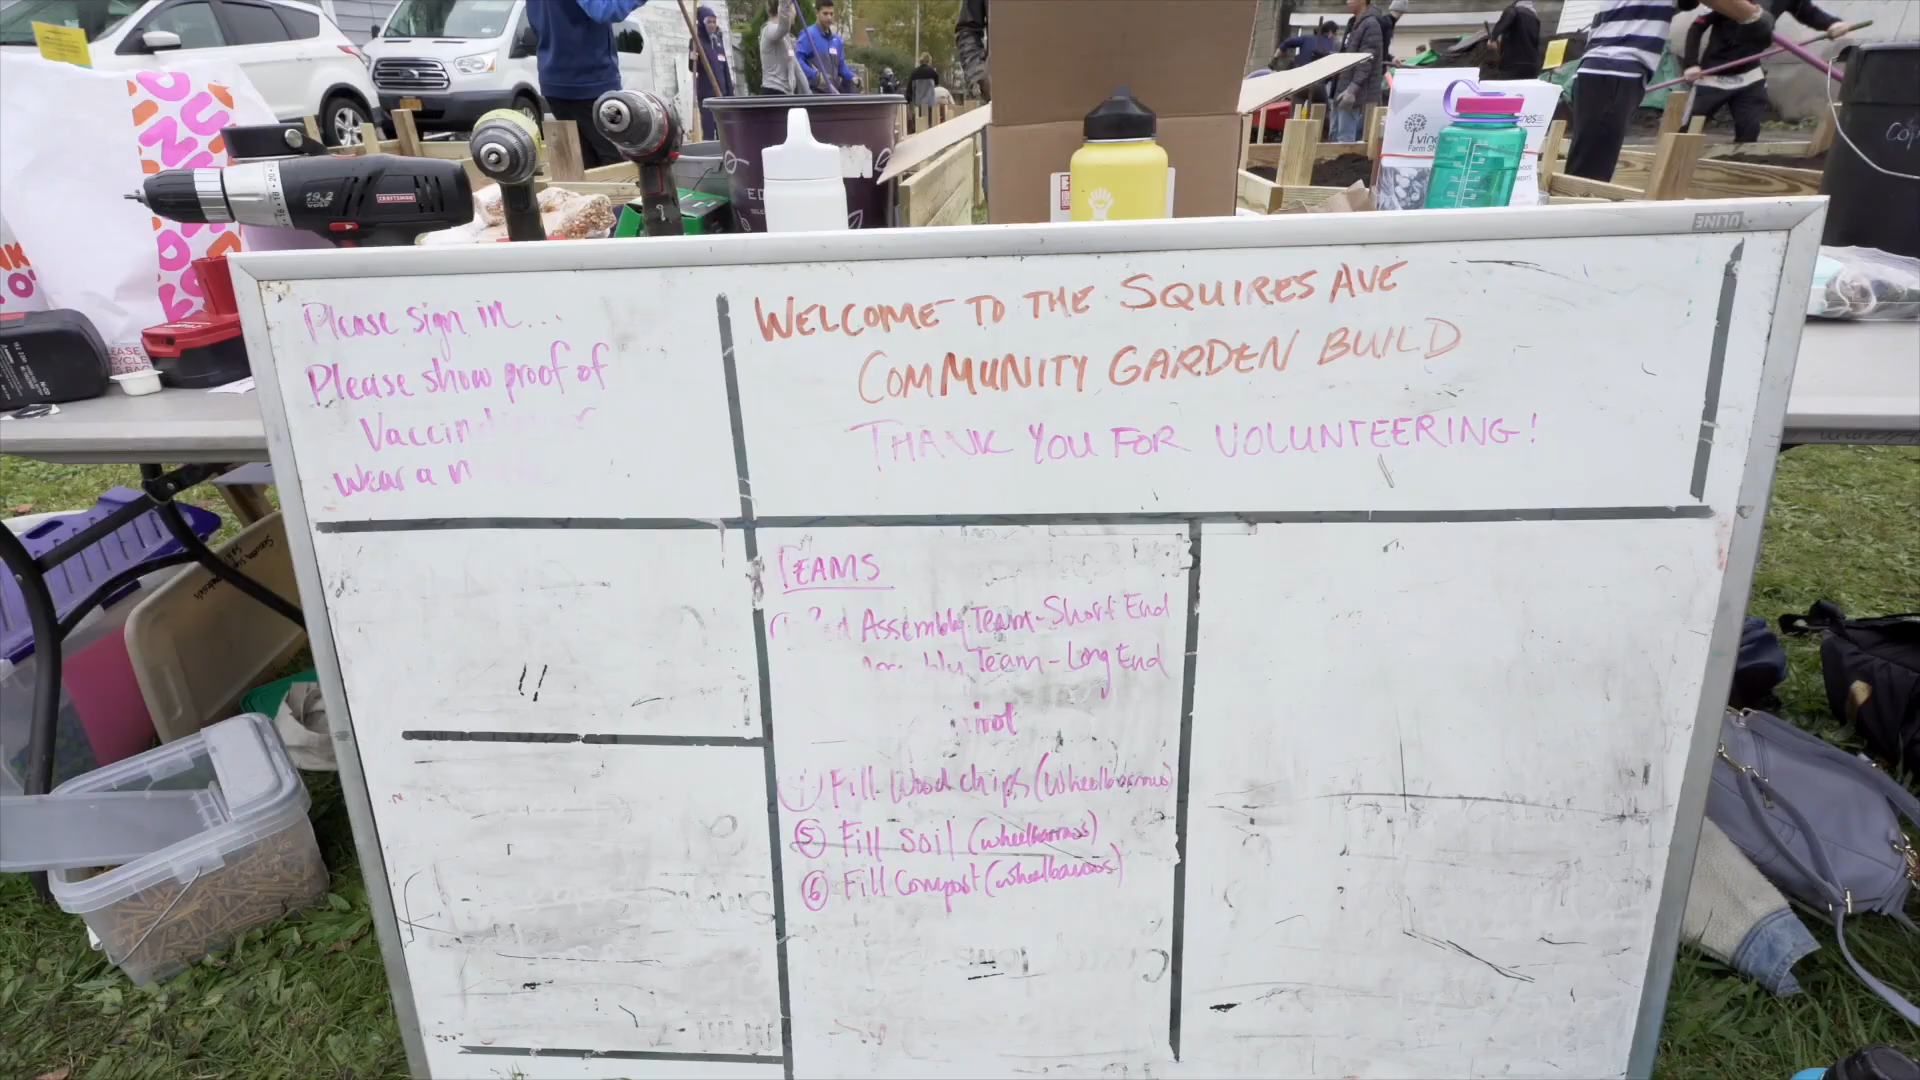 Please sign in...
Please show proof of
Wear a
WELCOME TO THE SQUIRES AVE
COMMUNITY GARDEN BUILD
THANK YOU FOR VOLUNTEERING!
TEAMS
Assembly Team - Short End
Team - Long End
Fill Wood chips (wheelbarrows)
⑤ Fill Soil (wheelbarrows)
⑥ Fill Compost (wheelbarrows)
ULINE
CRAFTSMAN
19.2